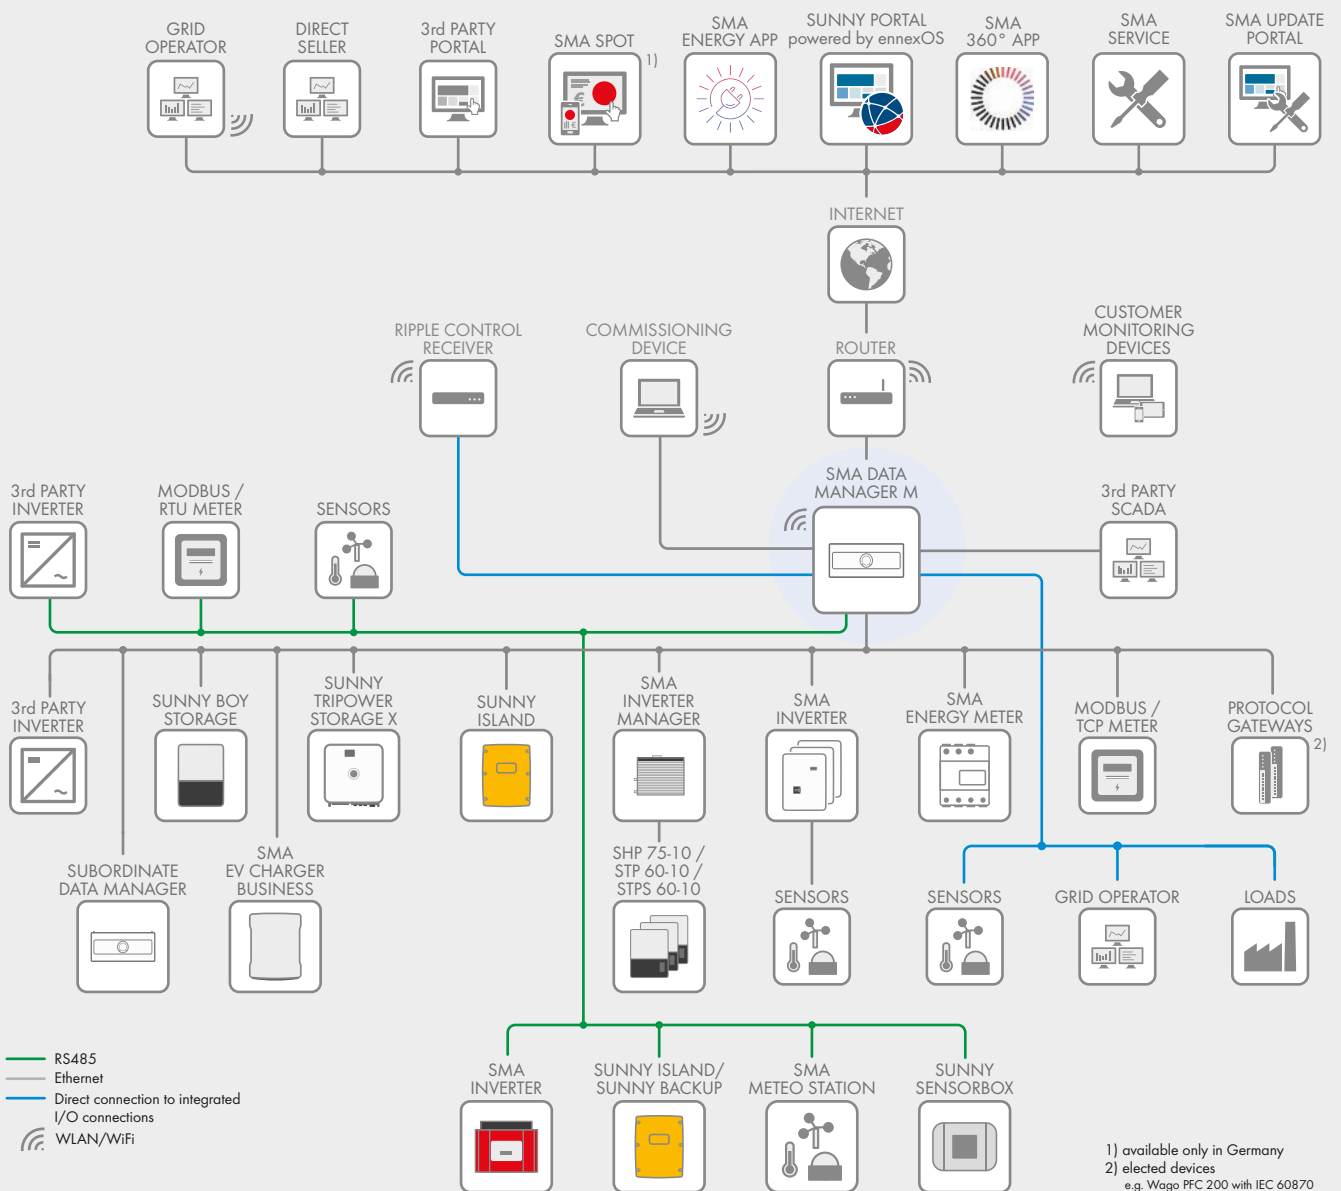 GRID
OPERATOR
DIRECT
SELLER
3rd PARTY
PORTAL
SMA SPOT
1)
SMA
ENERGY APP
SUNNY PORTAL
powered by ennexOS
SMA
360° APP
SMA
SERVICE
SMA UPDATE
PORTAL
INTERNET
RIPPLE CONTROL
RECEIVER
COMMISSIONING
DEVICE
ROUTER
CUSTOMER
MONITORING
DEVICES
3rd PARTY
INVERTER
MODBUS /
RTU METER
SENSORS
SMA DATA
MANAGER M
3rd PARTY
SCADA
3rd PARTY
INVERTER
SUNNY BOY
STORAGE
SUNNY
TRIPOWER
STORAGE X
SUNNY
ISLAND
SMA
INVERTER
MANAGER
SMA
INVERTER
SMA
ENERGY METER
MODBUS /
TCP METER
PROTOCOL
GATEWAYS
2)
SUBORDINATE
DATA MANAGER
SMA
EV CHARGER
BUSINESS
SHP 75-10 /
STP 60-10 /
STPS 60-10
SENSORS
SENSORS
GRID OPERATOR
LOADS
RS485
Ethernet
Direct connection to integrated
I/O connections
WLAN/WiFi
SMA
INVERTER
SUNNY ISLAND/
SUNNY BACKUP
SMA
METEO STATION
SUNNY
SENSORBOX
1) available only in Germany
2) elected devices
e.g. Wago PFC 200 with IEC 60870